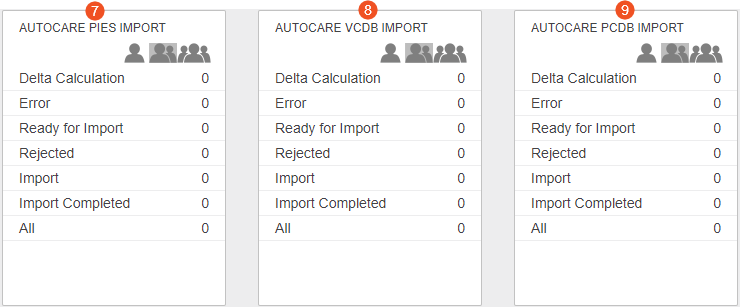 7
AUTOCARE PIES IMPORT
Delta Calculation 0
Error 0
Ready for Import 0
Rejected 0
Import 0
Import Completed 0
All 0
8
AUTOCARE VCDB IMPORT
Delta Calculation 0
Error 0
Ready for Import 0
Rejected 0
Import 0
Import Completed 0
All 0
9
AUTOCARE PCDB IMPORT
Delta Calculation 0
Error 0
Ready for Import 0
Rejected 0
Import 0
Import Completed 0
All 0